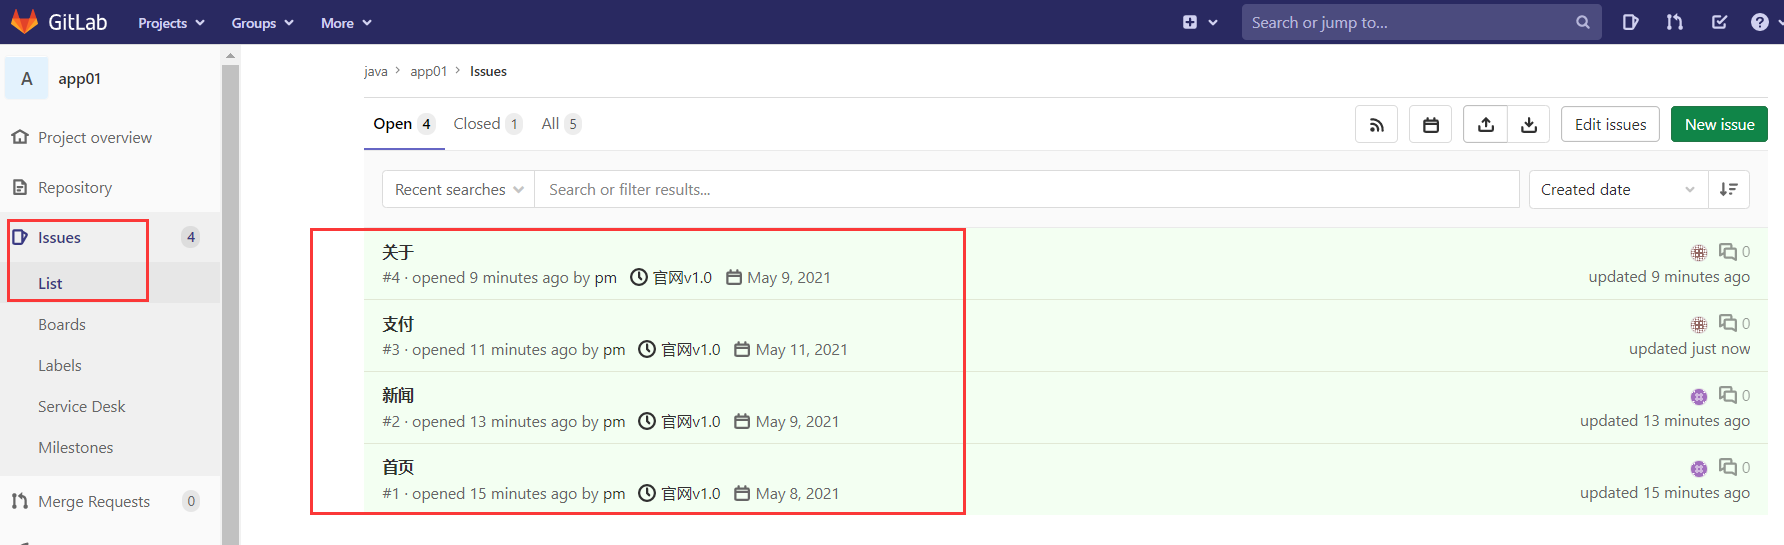 GitLab Projects Groups More Search or jump to...
A app01
Project overview
Repository
Issues 4
List
Boards
Labels
Service Desk
Milestones
Merge Requests 0
java > app01 > Issues
Open 4 Closed 1 All 5 Edit issues New issue
Recent searches Search or filter results... Created date
关于 0
#4 · opened 9 minutes ago by pm 官网v1.0 May 9, 2021 updated 9 minutes ago
支付 0
#3 · opened 11 minutes ago by pm 官网v1.0 May 11, 2021 updated just now
新闻 0
#2 · opened 13 minutes ago by pm 官网v1.0 May 9, 2021 updated 13 minutes ago
首页 0
#1 · opened 15 minutes ago by pm 官网v1.0 May 8, 2021 updated 15 minutes ago